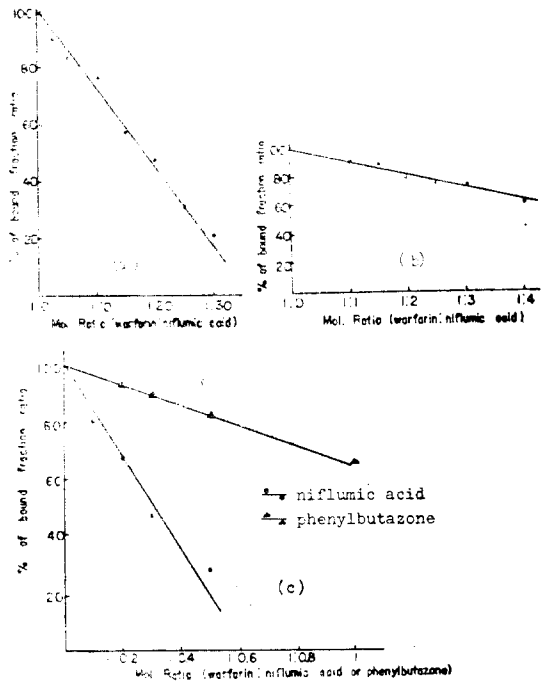 % of bound fraction ratio
100
80
60
40
20
1:0
1:10
1:20
1:30
Mol. Ratio (warfarin:niflumic acid)
% of bound fraction ratio
100
80
60
40
20
(b)
1:0
1:1
1:2
1:3
1:4
Mol. Ratio (warfarin:niflumic acid)
% of bound fraction ratio
100
80
60
40
20
niflumic acid
phenylbutazone
(c)
1:0.2
1:0.4
1:0.6
1:0.8
Mol. Ratio (warfarin:niflumic acid or phenylbutazone)